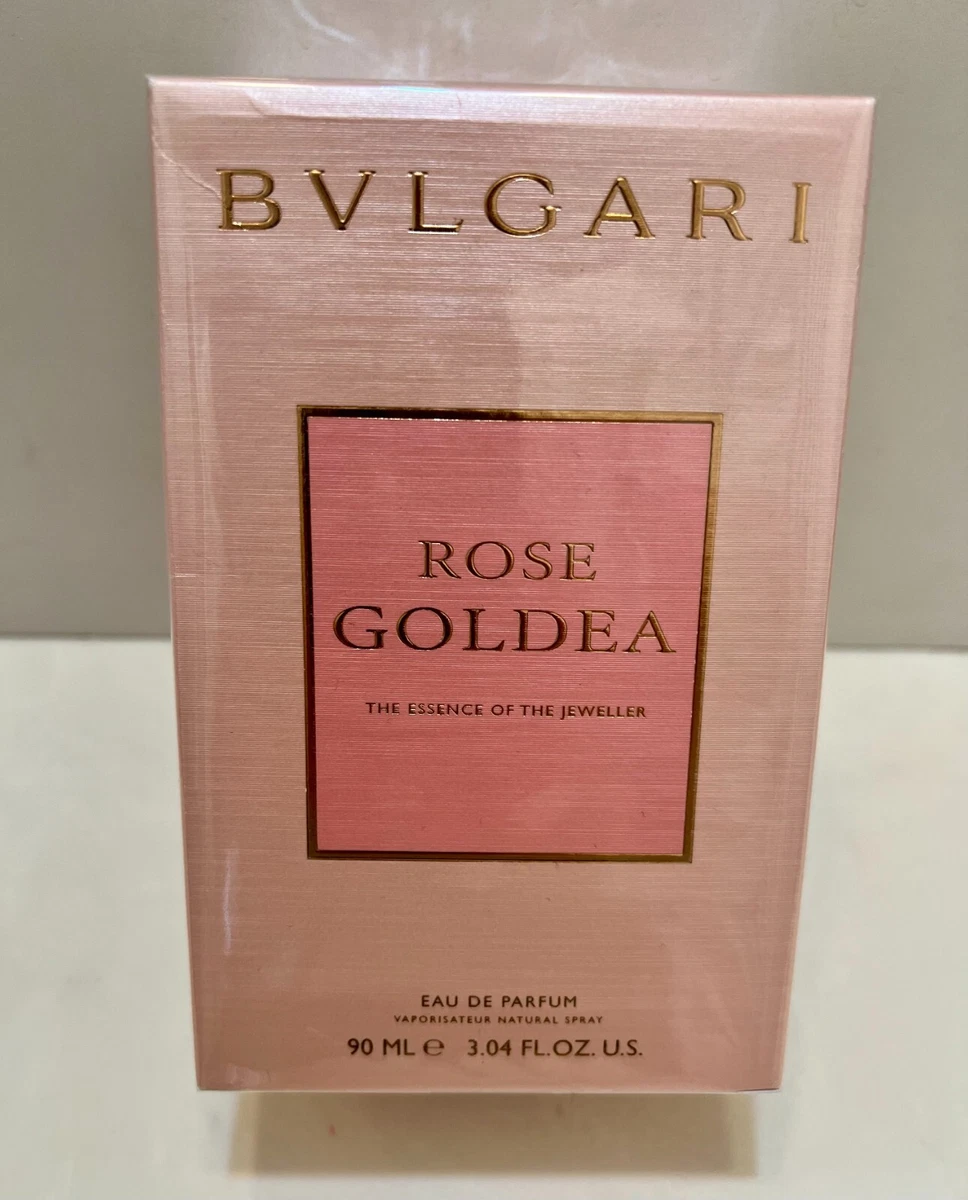 BVLGARI
ROSE
GOLDEA
THE ESSENCE OF THE JEWELLER
EAU DE PARFUM
VAPORISATEUR NATURAL SPRAY
90 ML ℮ 3.04 FL.OZ. U.S.